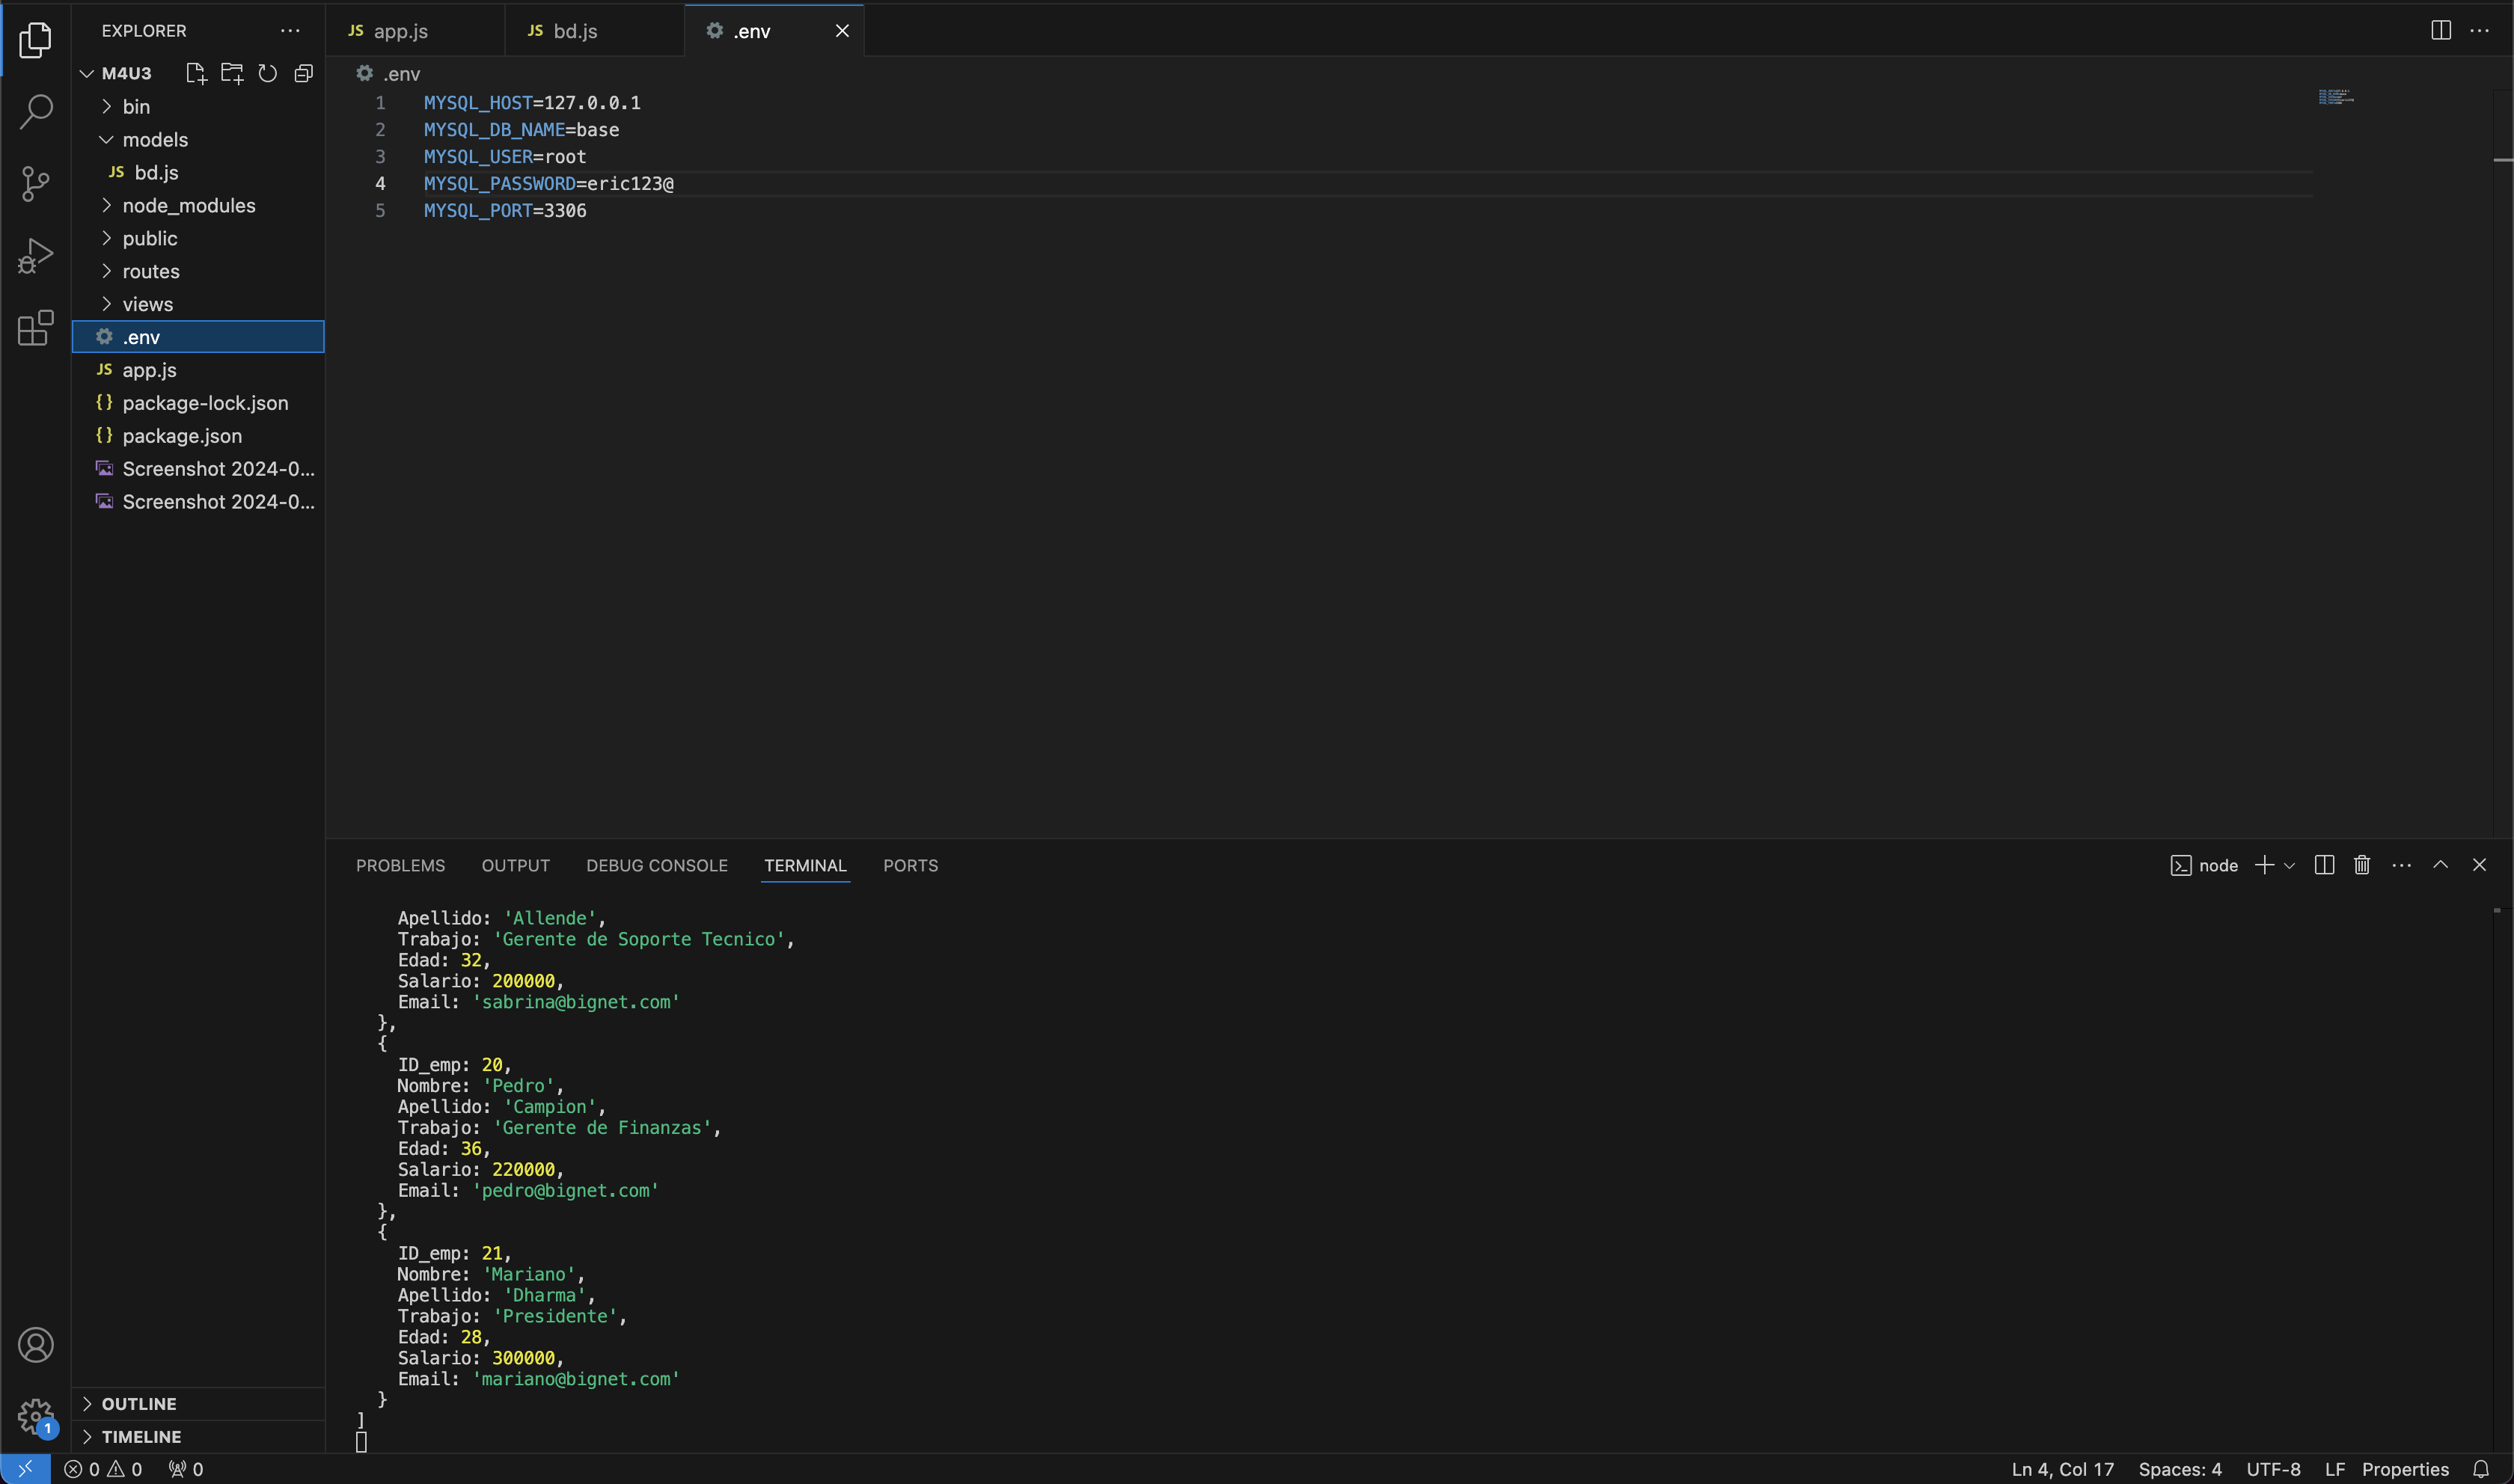 EXPLORER
M4U3
bin
models
JS bd.js
node_modules
public
routes
views
.env
JS app.js
{} package-lock.json
{} package.json
Screenshot 2024-0...
Screenshot 2024-0...
OUTLINE
TIMELINE
JS app.js
JS bd.js
.env
.env
1 MYSQL_HOST=127.0.0.1
2 MYSQL_DB_NAME=base
3 MYSQL_USER=root
4 MYSQL_PASSWORD=eric123@
5 MYSQL_PORT=3306
PROBLEMS OUTPUT DEBUG CONSOLE TERMINAL PORTS
node
Apellido: 'Allende',
Trabajo: 'Gerente de Soporte Tecnico',
Edad: 32,
Salario: 200000,
Email: 'sabrina@bignet.com'
},
{
ID_emp: 20,
Nombre: 'Pedro',
Apellido: 'Campion',
Trabajo: 'Gerente de Finanzas',
Edad: 36,
Salario: 220000,
Email: 'pedro@bignet.com'
},
{
ID_emp: 21,
Nombre: 'Mariano',
Apellido: 'Dharma',
Trabajo: 'Presidente',
Edad: 28,
Salario: 300000,
Email: 'mariano@bignet.com'
}
]
1
0 0 0
Ln 4, Col 17 Spaces: 4 UTF-8 LF Properties